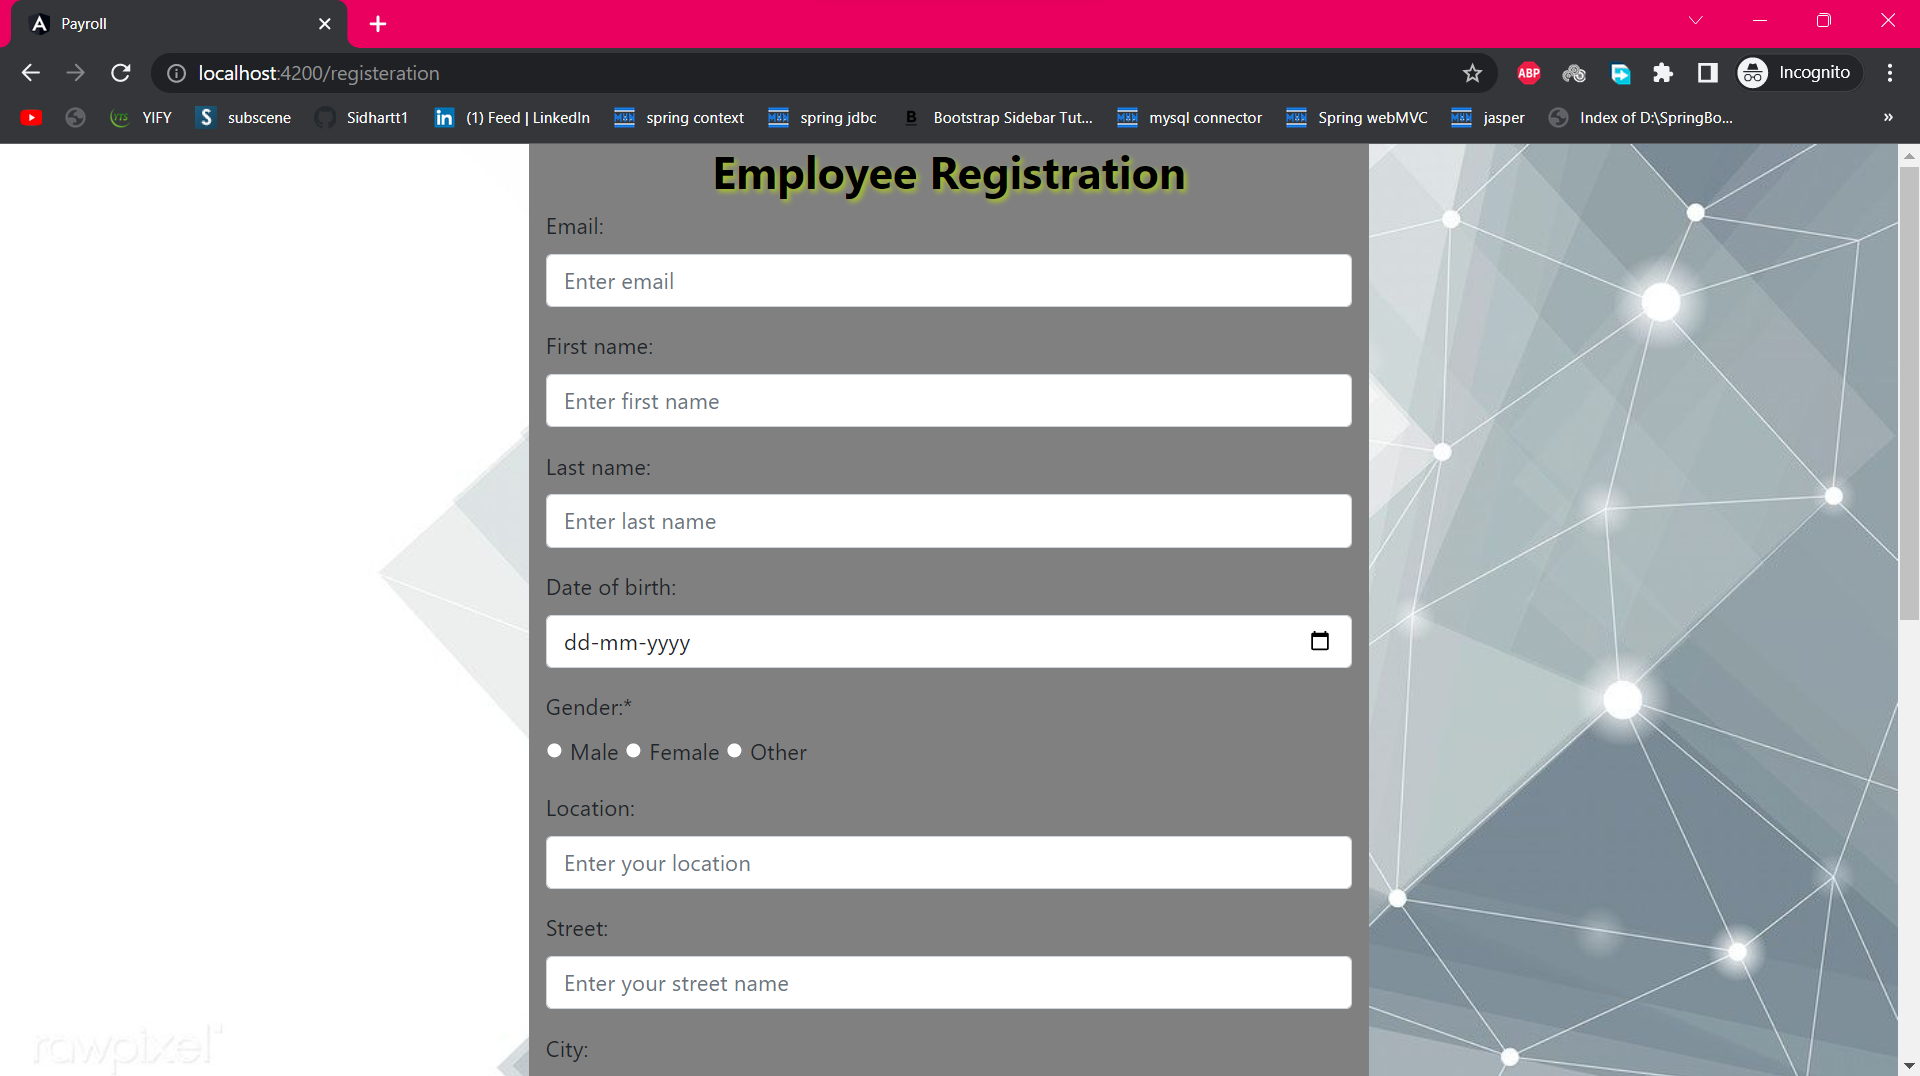 Payroll
localhost:4200/registeration
ABP
Incognito
YTS YIFY S subscene Sidhartt1 in (1) Feed | LinkedIn spring context spring jdbc B Bootstrap Sidebar Tut... mysql connector Spring webMVC jasper Index of D:\SpringBo... »
Employee Registration
Email:
Enter email
First name:
Enter first name
Last name:
Enter last name
Date of birth:
dd-mm-yyyy
Gender:*
Male Female Other
Location:
Enter your location
Street:
Enter your street name
City:
rawpixel